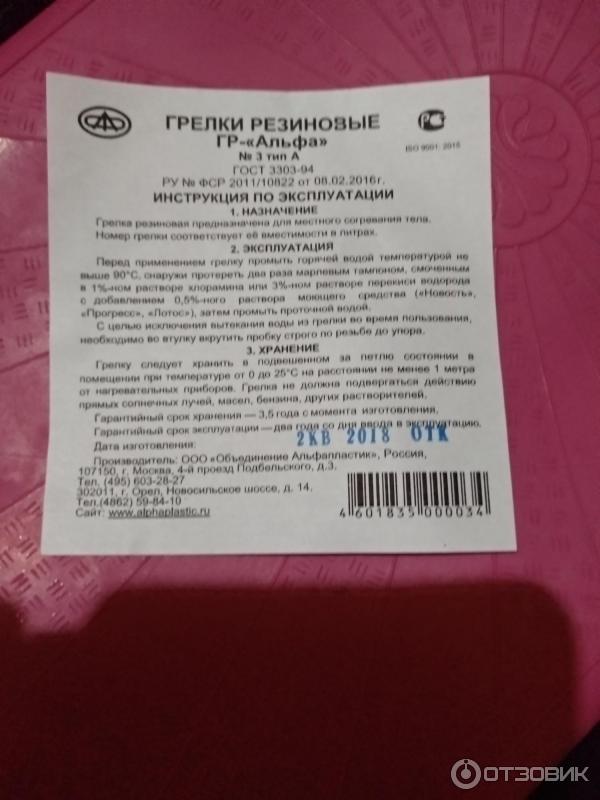 ГРЕЛКИ РЕЗИНОВЫЕ
ГР-«Альфа»
№ 3 тип А
ГОСТ 3303-94
РУ № ФСР 2011/10822 от 08.02.2016г.
ISO 9001: 2015
ИНСТРУКЦИЯ ПО ЭКСПЛУАТАЦИИ
1. НАЗНАЧЕНИЕ
Грелка резиновая предназначена для местного согревания тела.
Номер грелки соответствует её вместимости в литрах.
2. ЭКСПЛУАТАЦИЯ
Перед применением грелку промыть горячей водой температурой не
выше 90°С, снаружи протереть два раза марлевым тампоном, смоченным
в 1%-ном растворе хлорамина или 3%-ном растворе перекиси водорода
с добавлением 0,5%-ного раствора моющего средства («Новость»,
«Прогресс», «Лотос»), затем промыть проточной водой.
С целью исключения вытекания воды из грелки во время пользования,
необходимо во втулку вкрутить пробку строго по резьбе до упора.
3. ХРАНЕНИЕ
Грелку следует хранить в подвешенном за петлю состоянии в
помещении при температуре от 0 до 25°С на расстоянии не менее 1 метра
от нагревательных приборов. Грелка не должна подвергаться действию
прямых солнечных лучей, масел, бензина, других растворителей.
Гарантийный срок хранения — 3,5 года с момента изготовления.
Гарантийный срок эксплуатации — два года со дня ввода в эксплуатацию.
Дата изготовления: 2КВ 2018 ОТК
Производитель: ООО «Объединение Альфапластик», Россия,
107150, г. Москва, 4-й проезд Подбельского, д.3.
Тел. (495) 603-28-27
302011, г. Орел, Новосильское шоссе, д. 14.
Тел.(4862) 59-84-10
Сайт: www.alphaplastic.ru
4 601835 000034
ОТЗОВИК